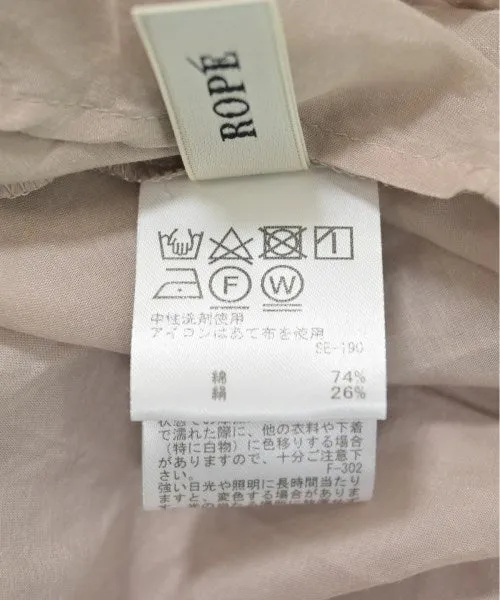 ROPÉ
F
W
中性洗剤使用
アイロンはあて布を使用
SE-190
綿 74%
絹 26%
で濡れた際に、他の衣料や下着
(特に白物)に色移りする場合
がありますので、十分ご注意下
さい。
F-302
強い日光や照明に長時間当たり
ますと、変色する場合がありま